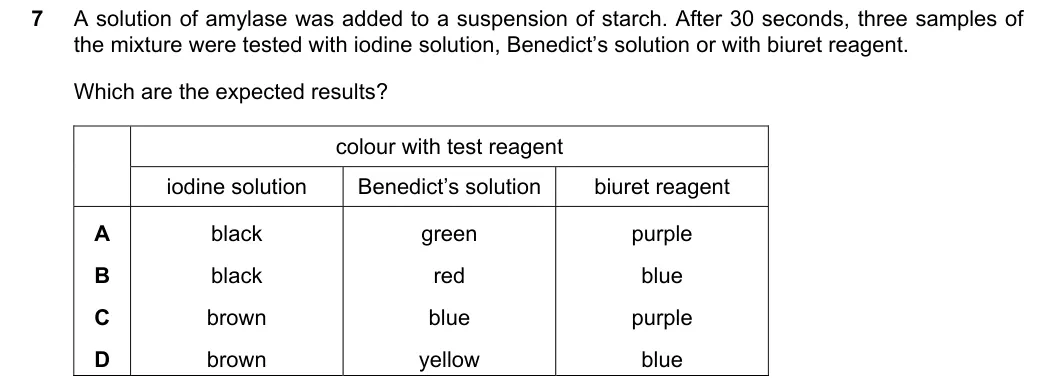 7 A solution of amylase was added to a suspension of starch. After 30 seconds, three samples of
the mixture were tested with iodine solution, Benedict’s solution or with biuret reagent.
Which are the expected results?
colour with test reagent
iodine solution Benedict’s solution biuret reagent
A black green purple
B black red blue
C brown blue purple
D brown yellow blue